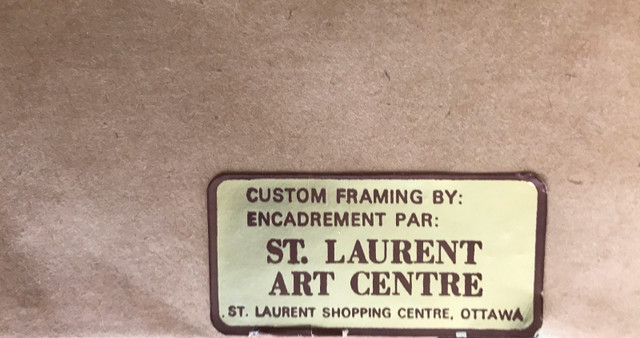 CUSTOM FRAMING BY:
ENCADREMENT PAR:
ST. LAURENT
ART CENTRE
ST. LAURENT SHOPPING CENTRE, OTTAWA